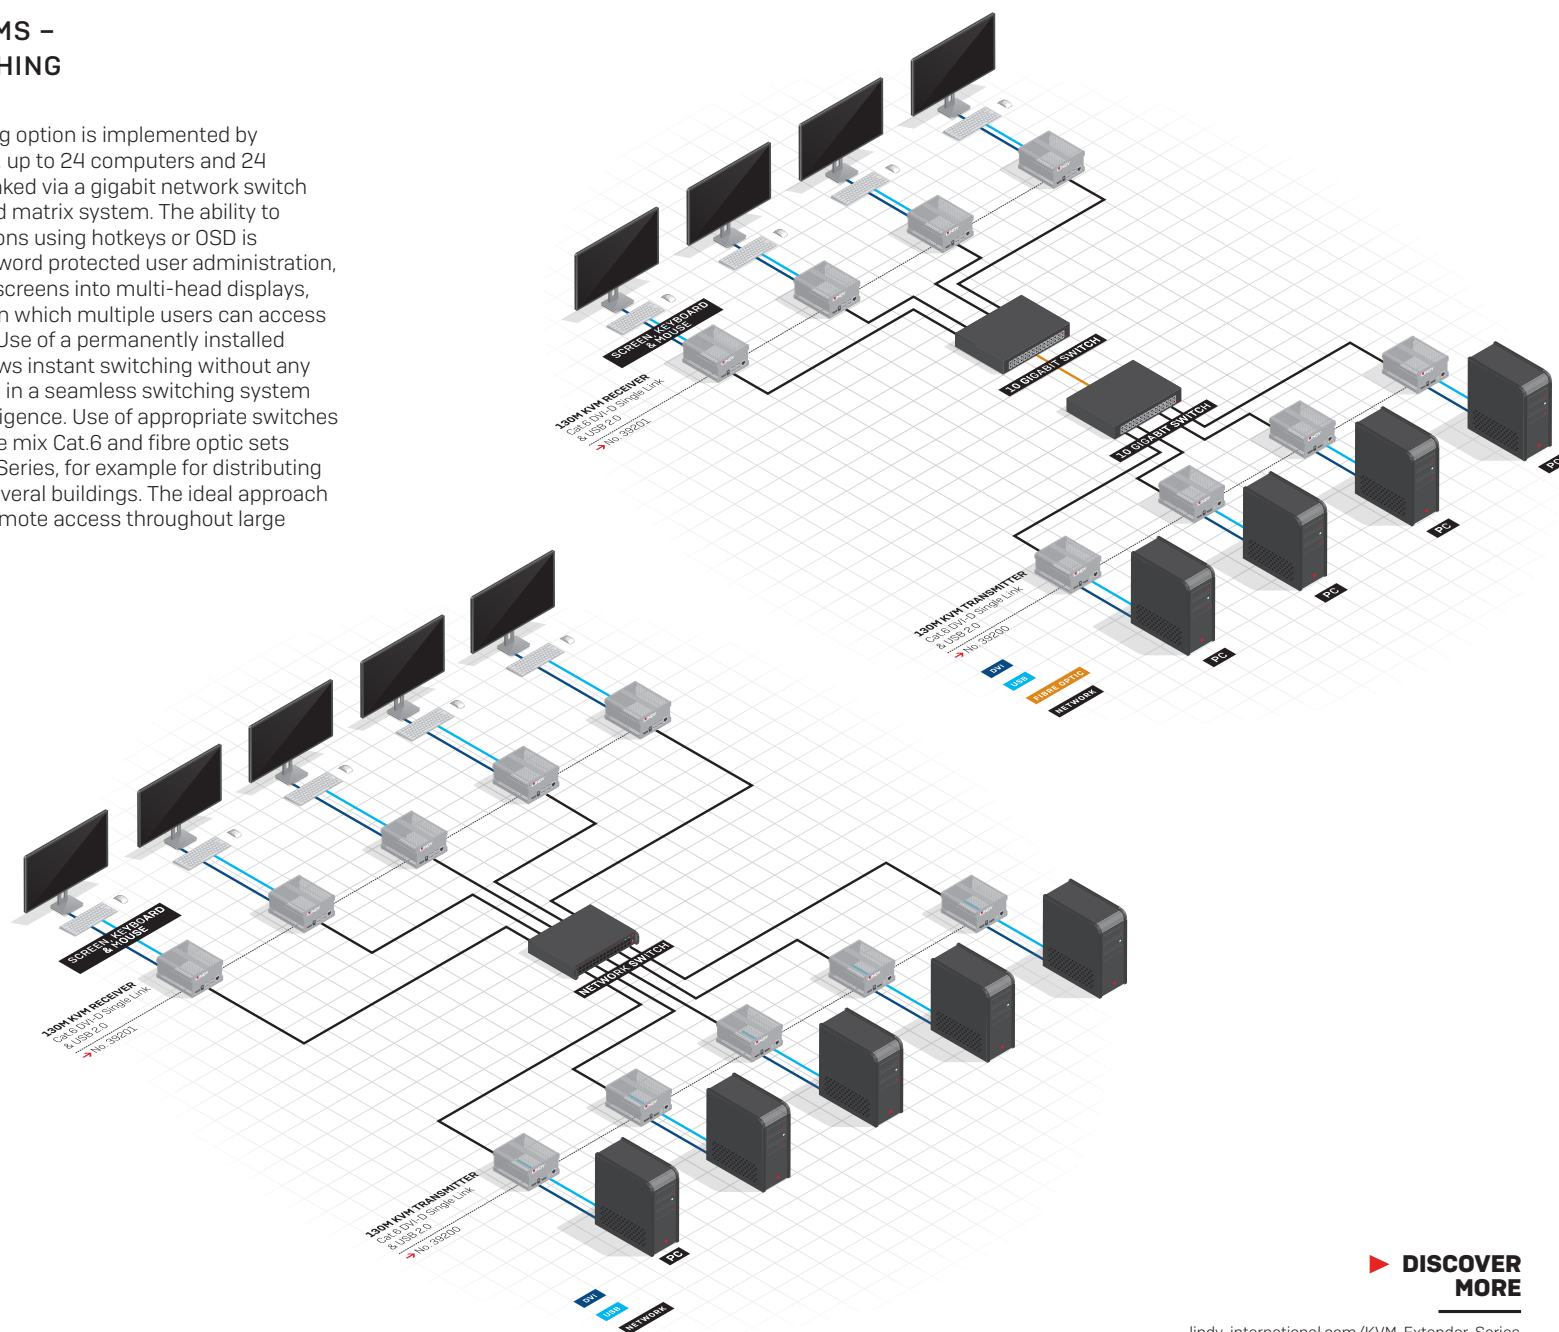 MS –
HING
g option is implemented by
up to 24 computers and 24
ked via a gigabit network switch
d matrix system. The ability to
ons using hotkeys or OSD is
word protected user administration,
screens into multi-head displays,
n which multiple users can access
Use of a permanently installed
ws instant switching without any
in a seamless switching system
igence. Use of appropriate switches
e mix Cat.6 and fibre optic sets
Series, for example for distributing
veral buildings. The ideal approach
mote access throughout large
SCREEN, KEYBOARD
& MOUSE
130M KVM RECEIVER
Cat.6 DVI-D Single Link
& USB 2.0
No. 39201
10 GIGABIT SWITCH
10 GIGABIT SWITCH
PC
PC
PC
PC
130M KVM TRANSMITTER
Cat.6 DVI-D Single Link
& USB 2.0
No. 39200
DVI
USB
FIBRE OPTIC
NETWORK
SCREEN, KEYBOARD
& MOUSE
130M KVM RECEIVER
Cat.6 DVI-D Single Link
& USB 2.0
No. 39201
NETWORK SWITCH
130M KVM TRANSMITTER
Cat.6 DVI-D Single Link
& USB 2.0
No. 39200
PC
DVI
USB
NETWORK
DISCOVER
MORE
lindy-international.com/KVM-Extender-Series